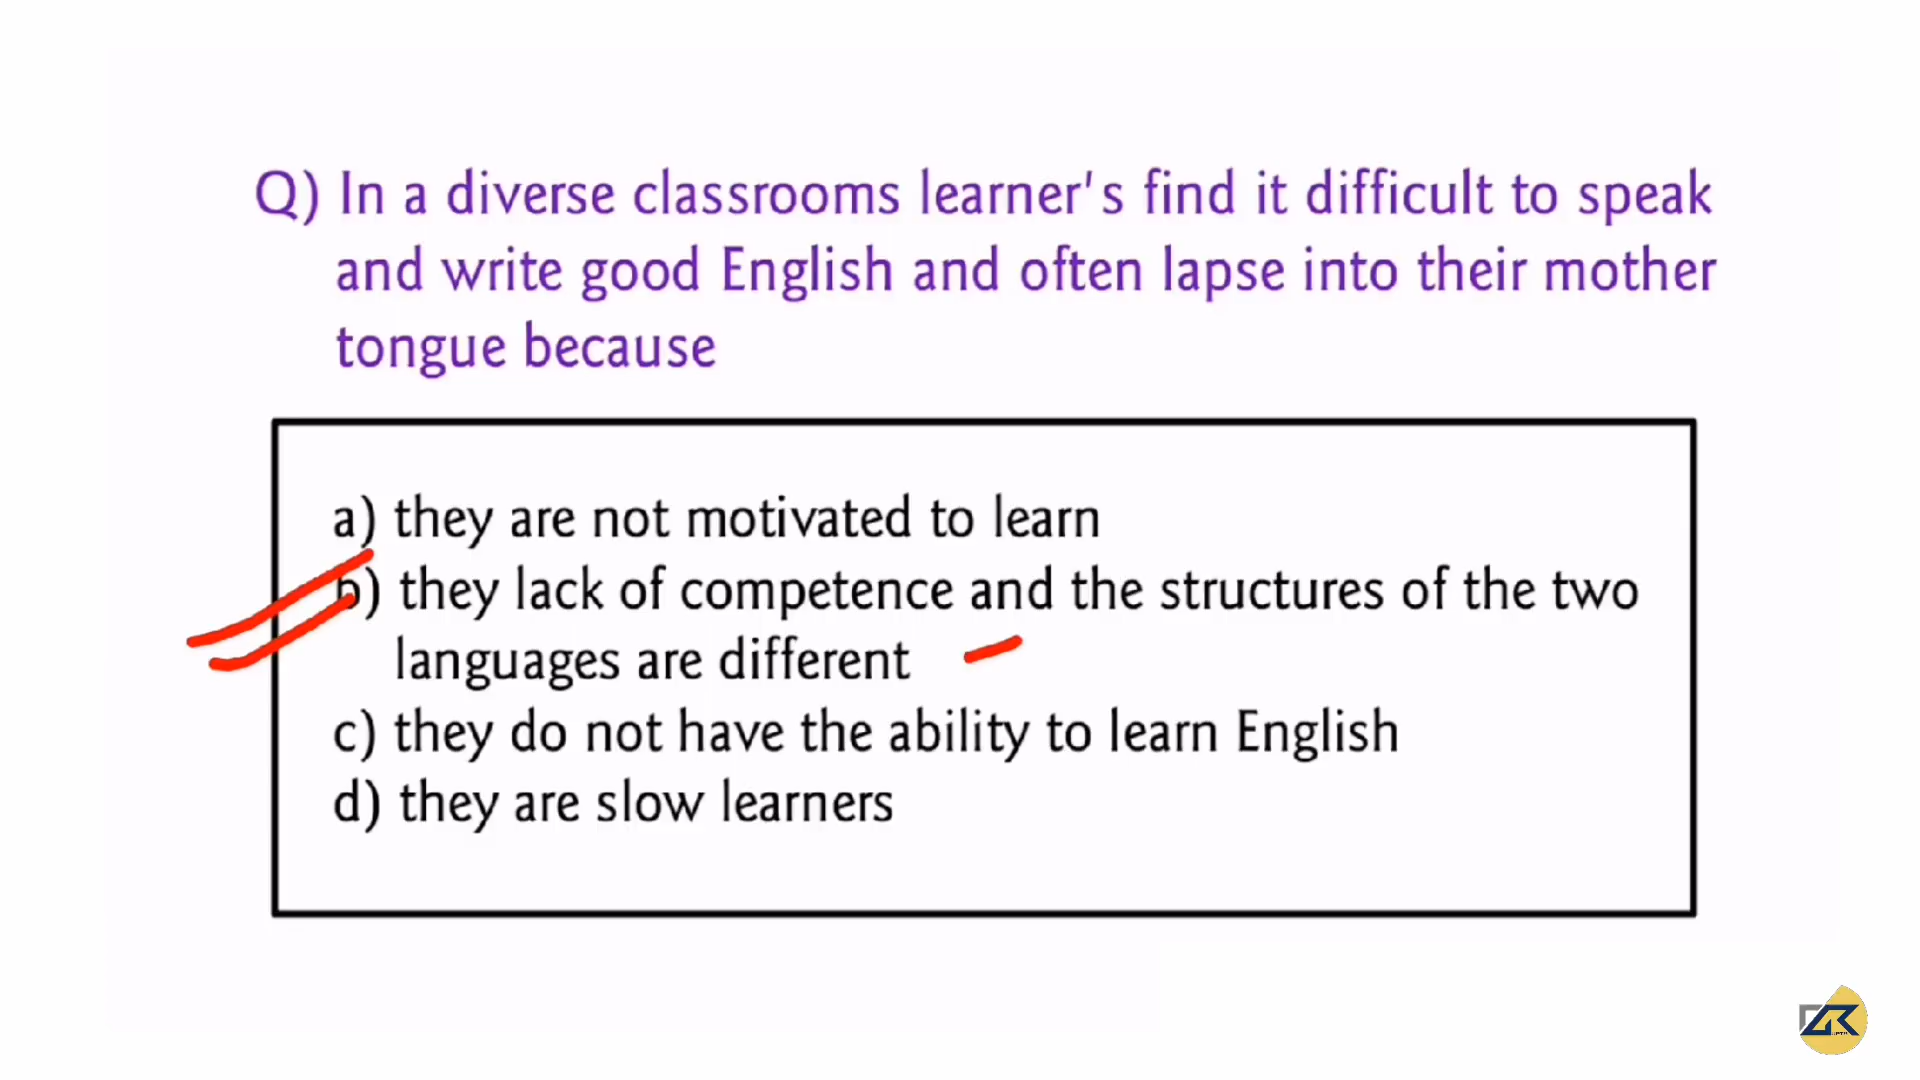 Q) In a diverse classrooms learner's find it difficult to speak
and write good English and often lapse into their mother
tongue because
a) they are not motivated to learn
b) they lack of competence and the structures of the two
languages are different
c) they do not have the ability to learn English
d) they are slow learners